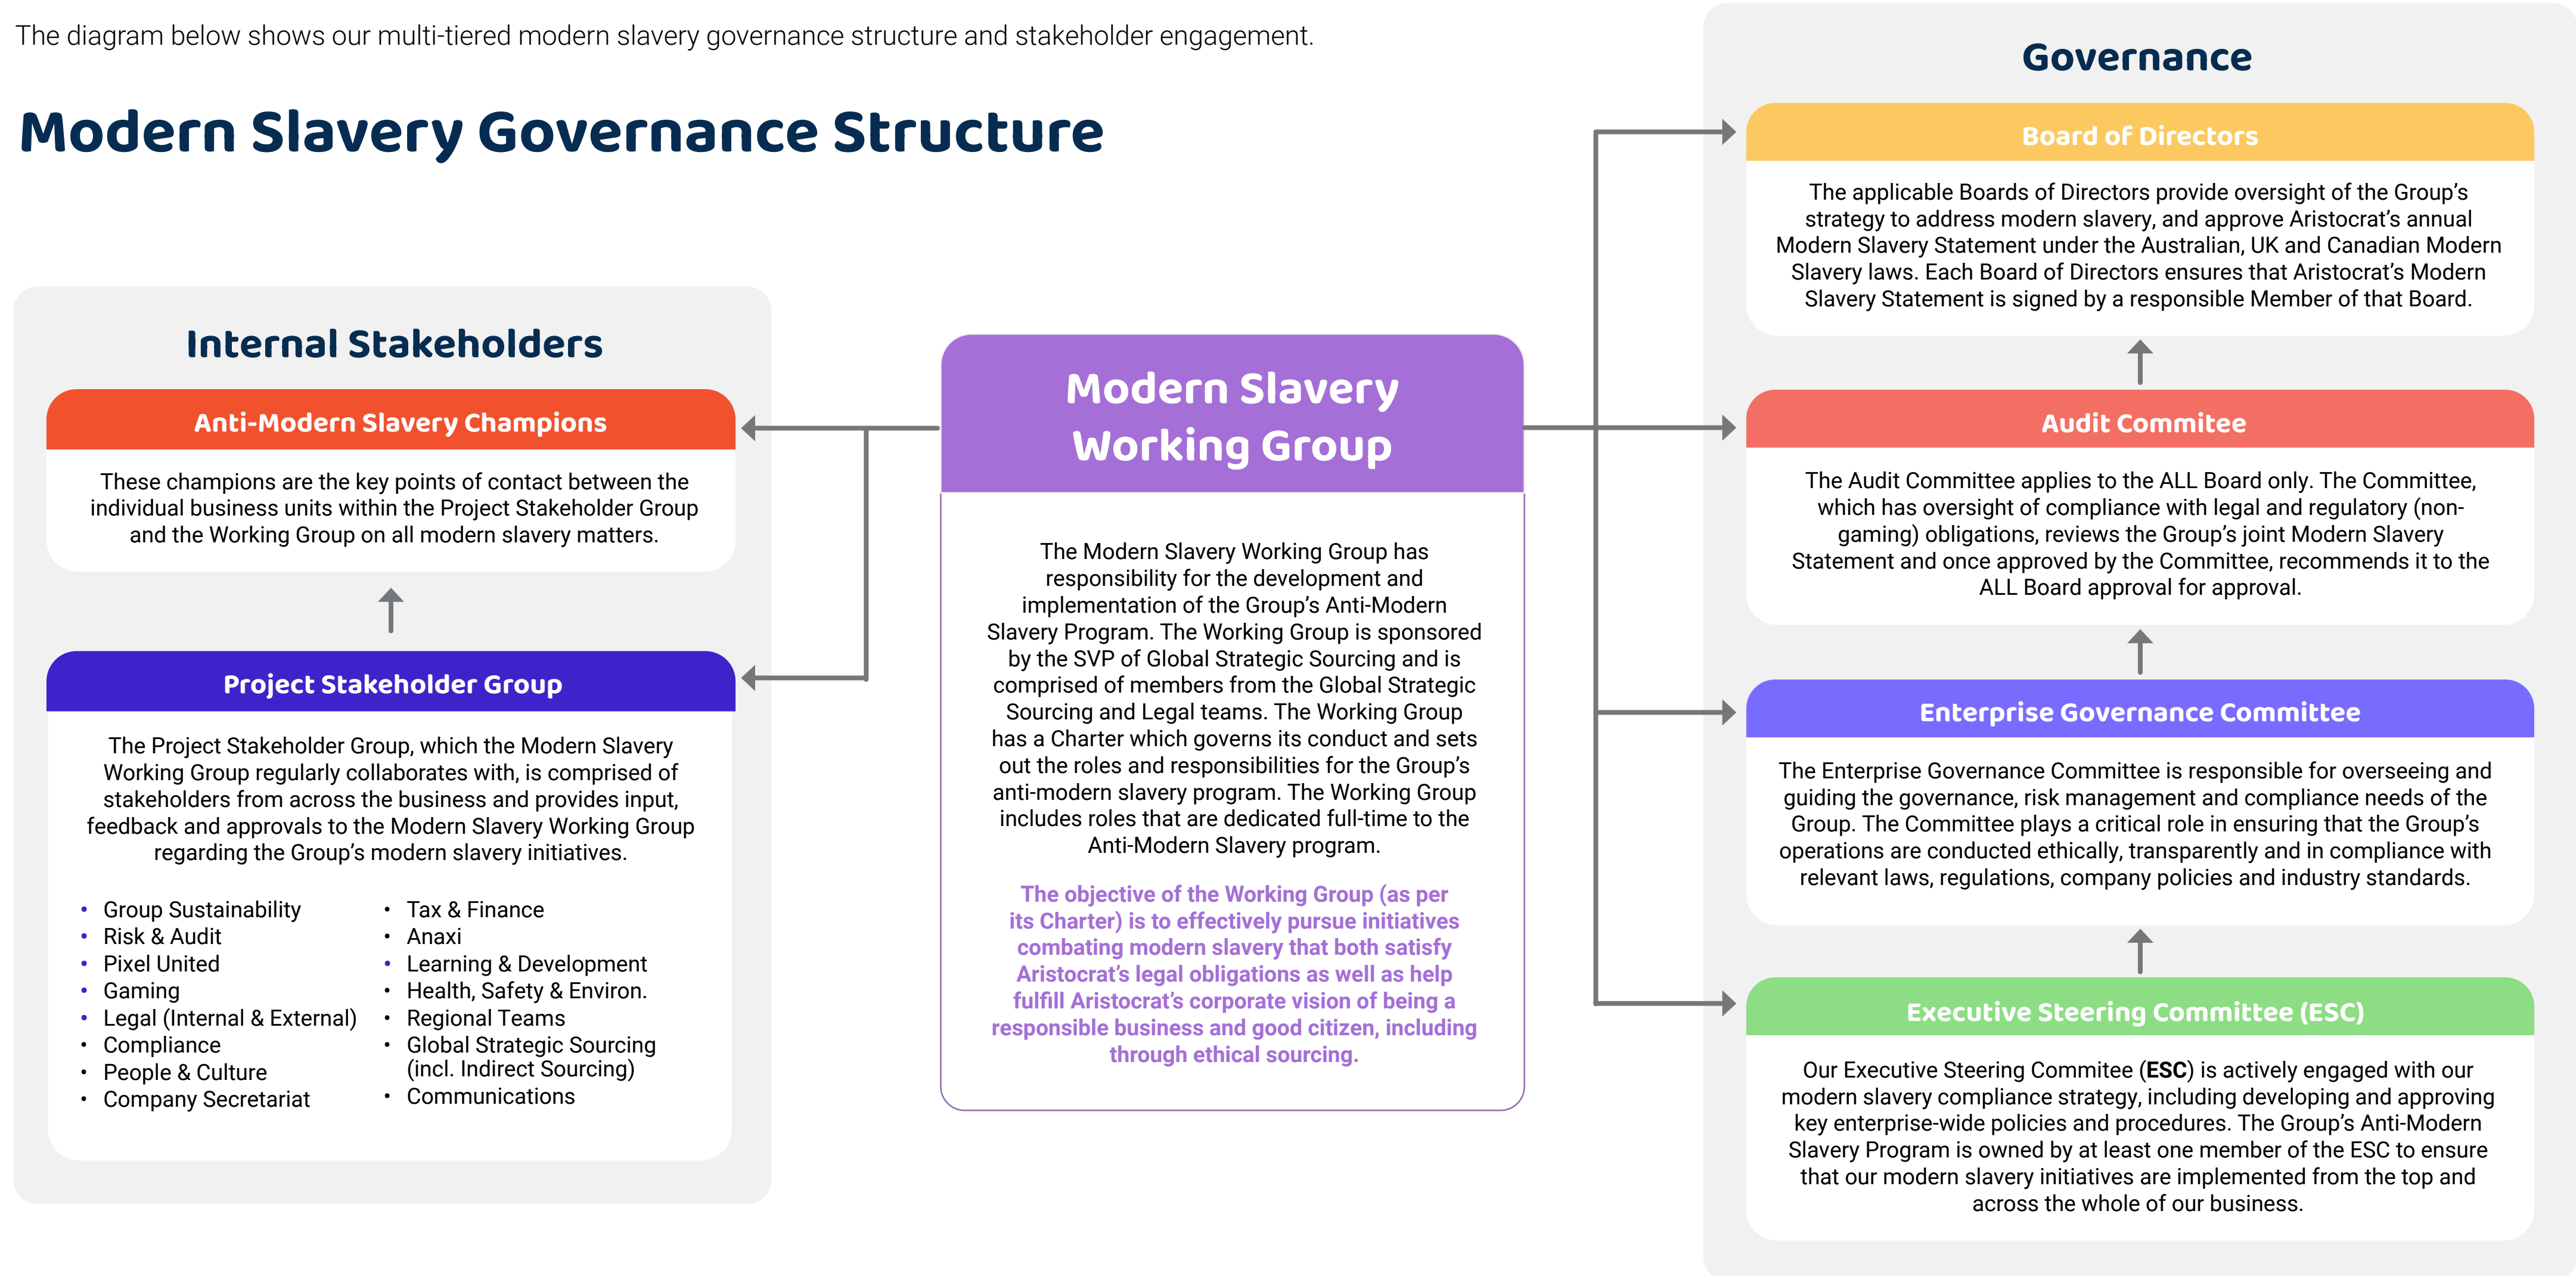 The diagram below shows our multi-tiered modern slavery governance structure and stakeholder engagement.
Modern Slavery Governance Structure
Internal Stakeholders
Anti-Modern Slavery Champions
These champions are the key points of contact between the
individual business units within the Project Stakeholder Group
and the Working Group on all modern slavery matters.
Project Stakeholder Group
The Project Stakeholder Group, which the Modern Slavery
Working Group regularly collaborates with, is comprised of
stakeholders from across the business and provides input,
feedback and approvals to the Modern Slavery Working Group
regarding the Group’s modern slavery initiatives.
• Group Sustainability
• Risk & Audit
• Pixel United
• Gaming
• Legal (Internal & External)
• Compliance
• People & Culture
• Company Secretariat
• Tax & Finance
• Anaxi
• Learning & Development
• Health, Safety & Environ.
• Regional Teams
• Global Strategic Sourcing
(incl. Indirect Sourcing)
• Communications
Modern Slavery
Working Group
The Modern Slavery Working Group has
responsibility for the development and
implementation of the Group’s Anti-Modern
Slavery Program. The Working Group is sponsored
by the SVP of Global Strategic Sourcing and is
comprised of members from the Global Strategic
Sourcing and Legal teams. The Working Group
has a Charter which governs its conduct and sets
out the roles and responsibilities for the Group’s
anti-modern slavery program. The Working Group
includes roles that are dedicated full-time to the
Anti-Modern Slavery program.
The objective of the Working Group (as per
its Charter) is to effectively pursue initiatives
combating modern slavery that both satisfy
Aristocrat’s legal obligations as well as help
fulfill Aristocrat’s corporate vision of being a
responsible business and good citizen, including
through ethical sourcing.
Governance
Board of Directors
The applicable Boards of Directors provide oversight of the Group’s
strategy to address modern slavery, and approve Aristocrat’s annual
Modern Slavery Statement under the Australian, UK and Canadian Modern
Slavery laws. Each Board of Directors ensures that Aristocrat’s Modern
Slavery Statement is signed by a responsible Member of that Board.
Audit Commitee
The Audit Committee applies to the ALL Board only. The Committee,
which has oversight of compliance with legal and regulatory (non-
gaming) obligations, reviews the Group’s joint Modern Slavery
Statement and once approved by the Committee, recommends it to the
ALL Board approval for approval.
Enterprise Governance Committee
The Enterprise Governance Committee is responsible for overseeing and
guiding the governance, risk management and compliance needs of the
Group. The Committee plays a critical role in ensuring that the Group’s
operations are conducted ethically, transparently and in compliance with
relevant laws, regulations, company policies and industry standards.
Executive Steering Committee (ESC)
Our Executive Steering Commitee (ESC) is actively engaged with our
modern slavery compliance strategy, including developing and approving
key enterprise-wide policies and procedures. The Group’s Anti-Modern
Slavery Program is owned by at least one member of the ESC to ensure
that our modern slavery initiatives are implemented from the top and
across the whole of our business.